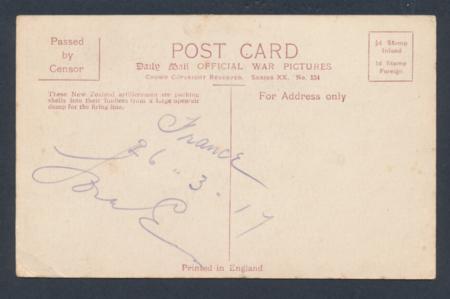 Passed
by
Censor
POST CARD
Daily Mail OFFICIAL WAR PICTURES
CROWN COPYRIGHT RESERVED. SERIES XX. No. 154
½d Stamp
Inland
1d Stamp
Foreign
These New Zealand artillerymen are packing
shells into their limbers from a large open-air
dump for the firing line.
For Address only
France
26 - 3 - 17
Printed in England